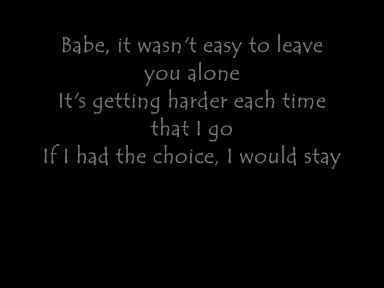 Babe, it wasn't easy to leave
you alone
It's getting harder each time
that I go
If I had the choice, I would stay